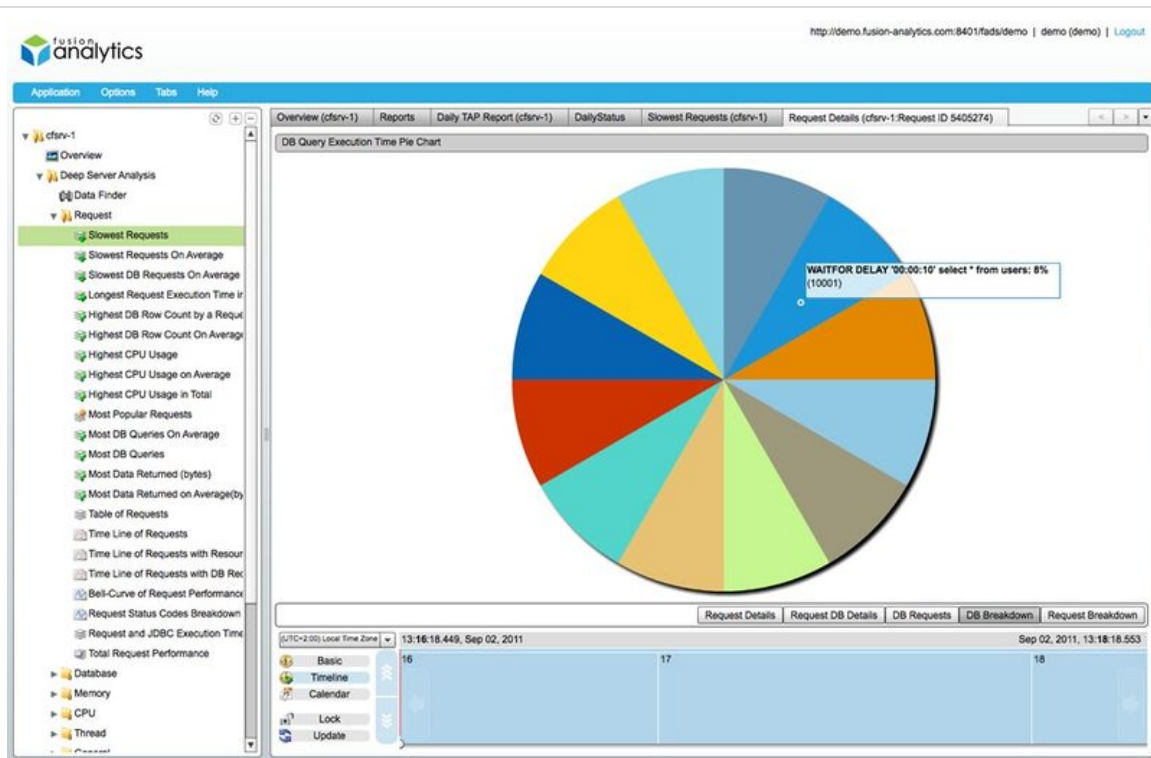 fusion
analytics
http://demo.fusion-analytics.com:8401/fads/demo | demo (demo) | Logout
Application Options Tabs Help
Overview (cfsrv-1) Reports Daily TAP Report (cfsrv-1) DailyStatus Slowest Requests (cfsrv-1) Request Details (cfsrv-1:Request ID 5405274)
DB Query Execution Time Pie Chart
cfsrv-1
Overview
Deep Server Analysis
Data Finder
Request
Slowest Requests
Slowest Requests On Average
Slowest DB Requests On Average
Longest Request Execution Time in
Highest DB Row Count by a Reque
Highest DB Row Count On Average
Highest CPU Usage
Highest CPU Usage on Average
Highest CPU Usage in Total
Most Popular Requests
Most DB Queries On Average
Most DB Queries
Most Data Returned (bytes)
Most Data Returned on Average(by
Table of Requests
Time Line of Requests
Time Line of Requests with Resour
Time Line of Requests with DB Rec
Bell-Curve of Request Performance
Request Status Codes Breakdown
Request and JDBC Execution Time
Total Request Performance
Database
Memory
CPU
Thread
WAITFOR DELAY '00:00:10' select * from users: 8%
(10001)
Request Details Request DB Details DB Requests DB Breakdown Request Breakdown
(UTC+2:00) Local Time Zone 13:16:18.449, Sep 02, 2011 Sep 02, 2011, 13:18:18.553
Basic
Timeline
Calendar
Lock
Update
16 17 18